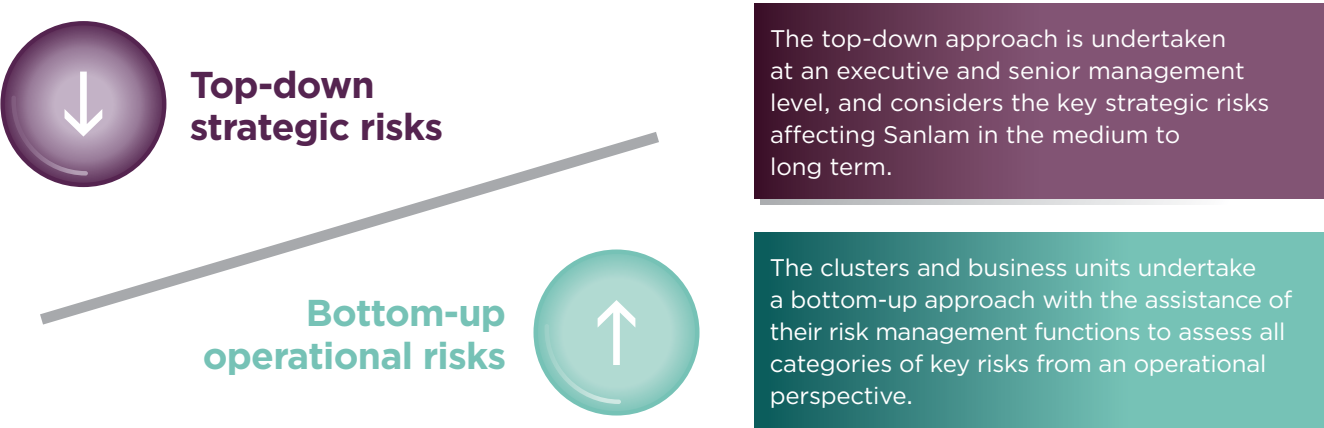 Top-down
strategic risks
Bottom-up
operational risks
The top-down approach is undertaken
at an executive and senior management
level, and considers the key strategic risks
affecting Sanlam in the medium to
long term.
The clusters and business units undertake
a bottom-up approach with the assistance of
their risk management functions to assess all
categories of key risks from an operational
perspective.